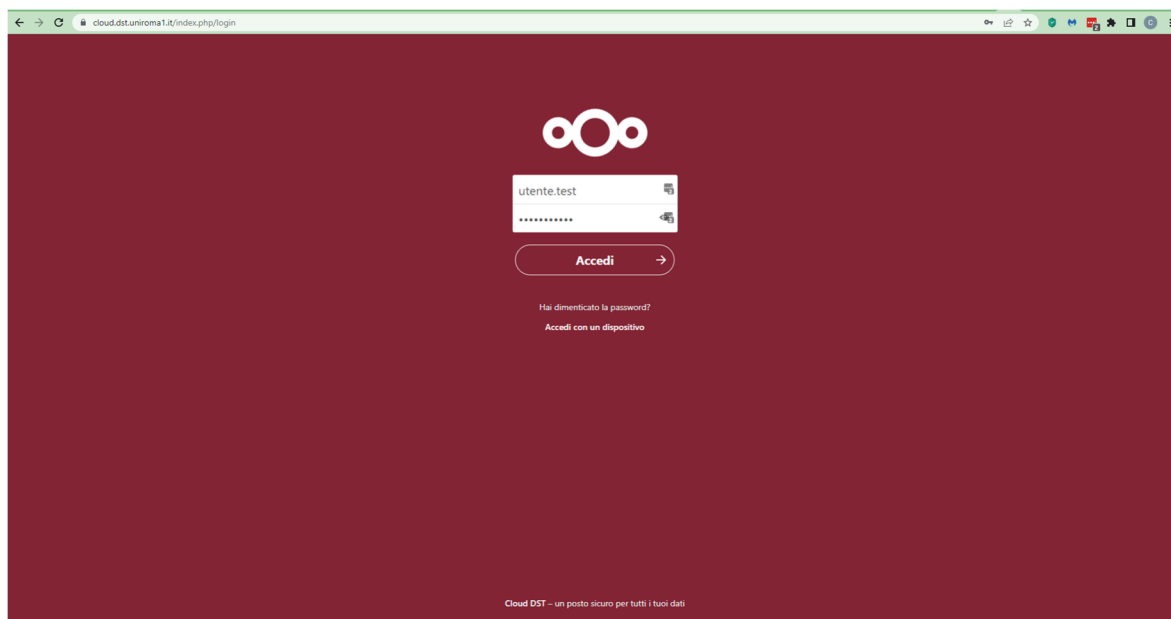 cloud.dst.uniroma1.it/index.php/login
utente.test
Accedi
Hai dimenticato la password?
Accedi con un dispositivo
Cloud DST – un posto sicuro per tutti i tuoi dati